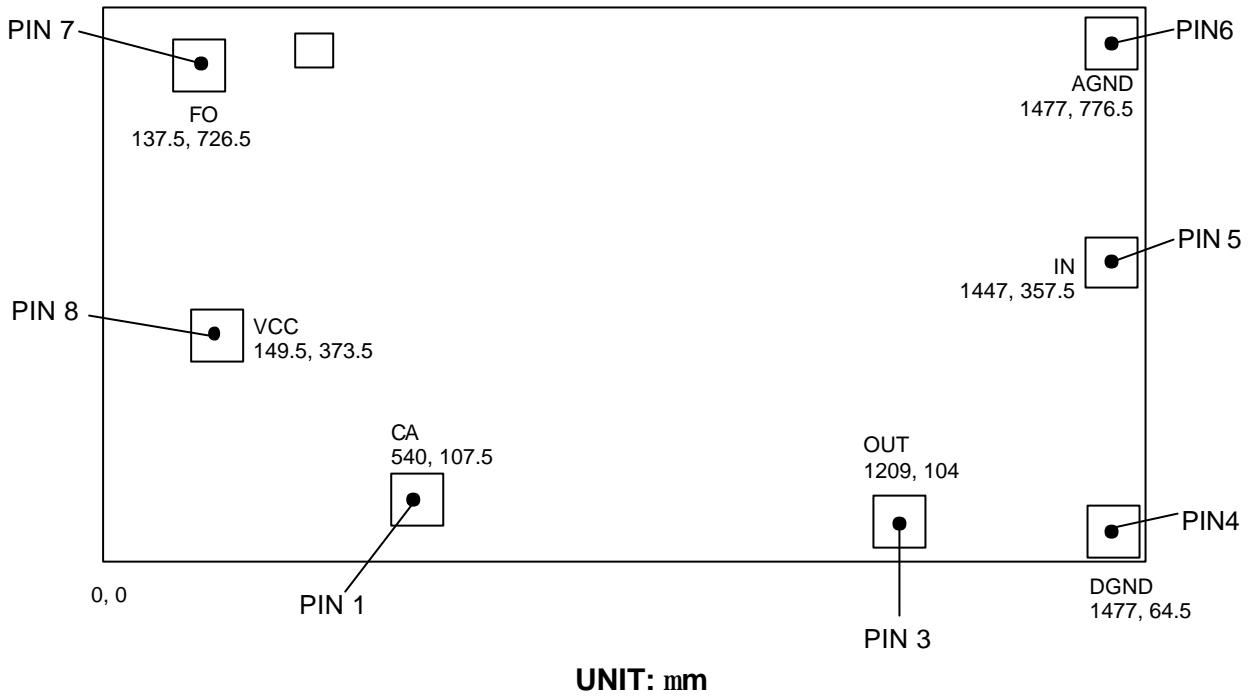 PIN 7
PIN6
FO
137.5, 726.5
AGND
1477, 776.5
PIN 5
IN
1447, 357.5
PIN 8
VCC
149.5, 373.5
CA
540, 107.5
OUT
1209, 104
PIN4
0, 0
PIN 1
DGND
1477, 64.5
PIN 3
UNIT: mm